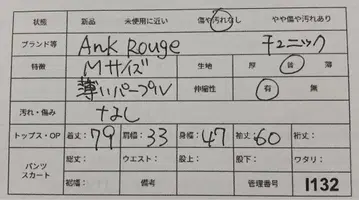 状態 新品 未使用に近い 傷や汚れなし やや傷や汚れあり
ブランド等 Ank Rouge チュニック
特徴 Mサイズ 生地 厚 普 薄
薄いパープル 伸縮性 有 無
汚れ・傷み なし
トップス・OP 着丈:79 肩幅:33 身幅:47 袖丈:60 裄丈:
パンツ スカート 総丈: ウエスト: 股上: 股下: ワタリ:
裾幅: 備考 管理番号 I132